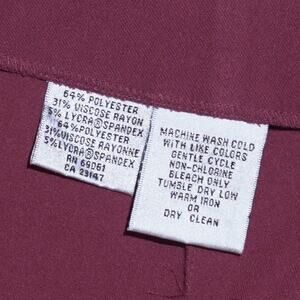 64% POLYESTER
31% VISCOSE RAYON
5% LYCRA® SPANDEX
64% POLYESTER
31% VISCOSE RAYONNE
5% LYCRA® SPANDEX
RN 69061
CA 23147
MACHINE WASH COLD
WITH LIKE COLORS
GENTLE CYCLE
NON-CHLORINE
BLEACH ONLY
TUMBLE DRY LOW
WARM IRON
OR
DRY CLEAN